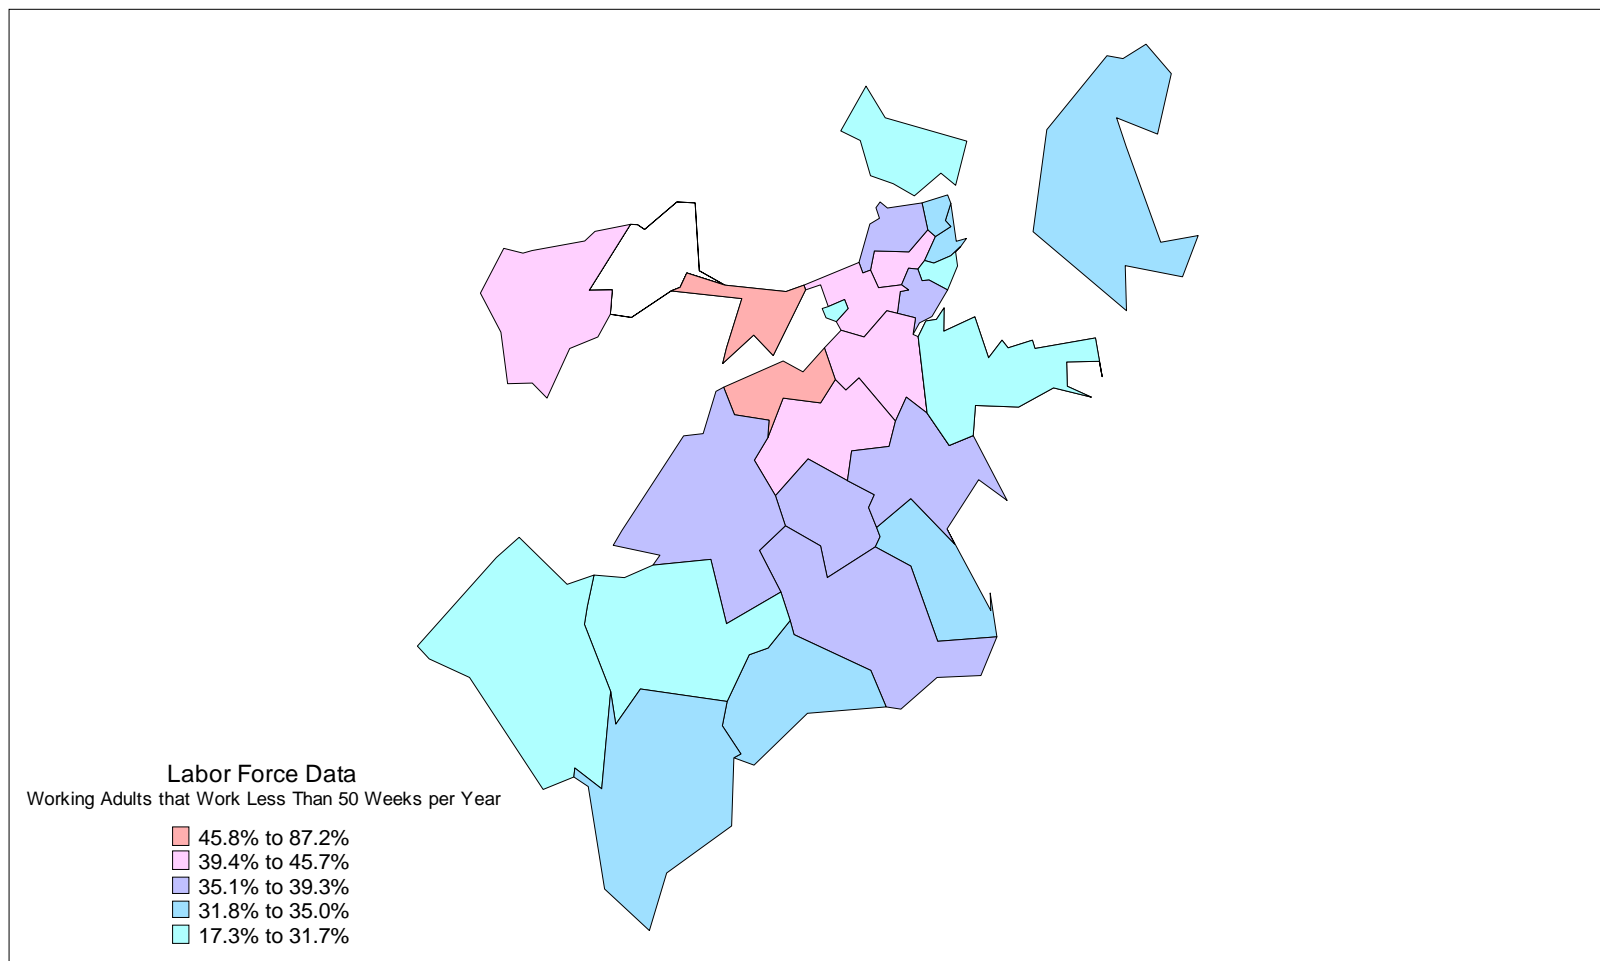 Labor Force Data
Working Adults that Work Less Than 50 Weeks per Year
45.8% to 87.2%
39.4% to 45.7%
35.1% to 39.3%
31.8% to 35.0%
17.3% to 31.7%